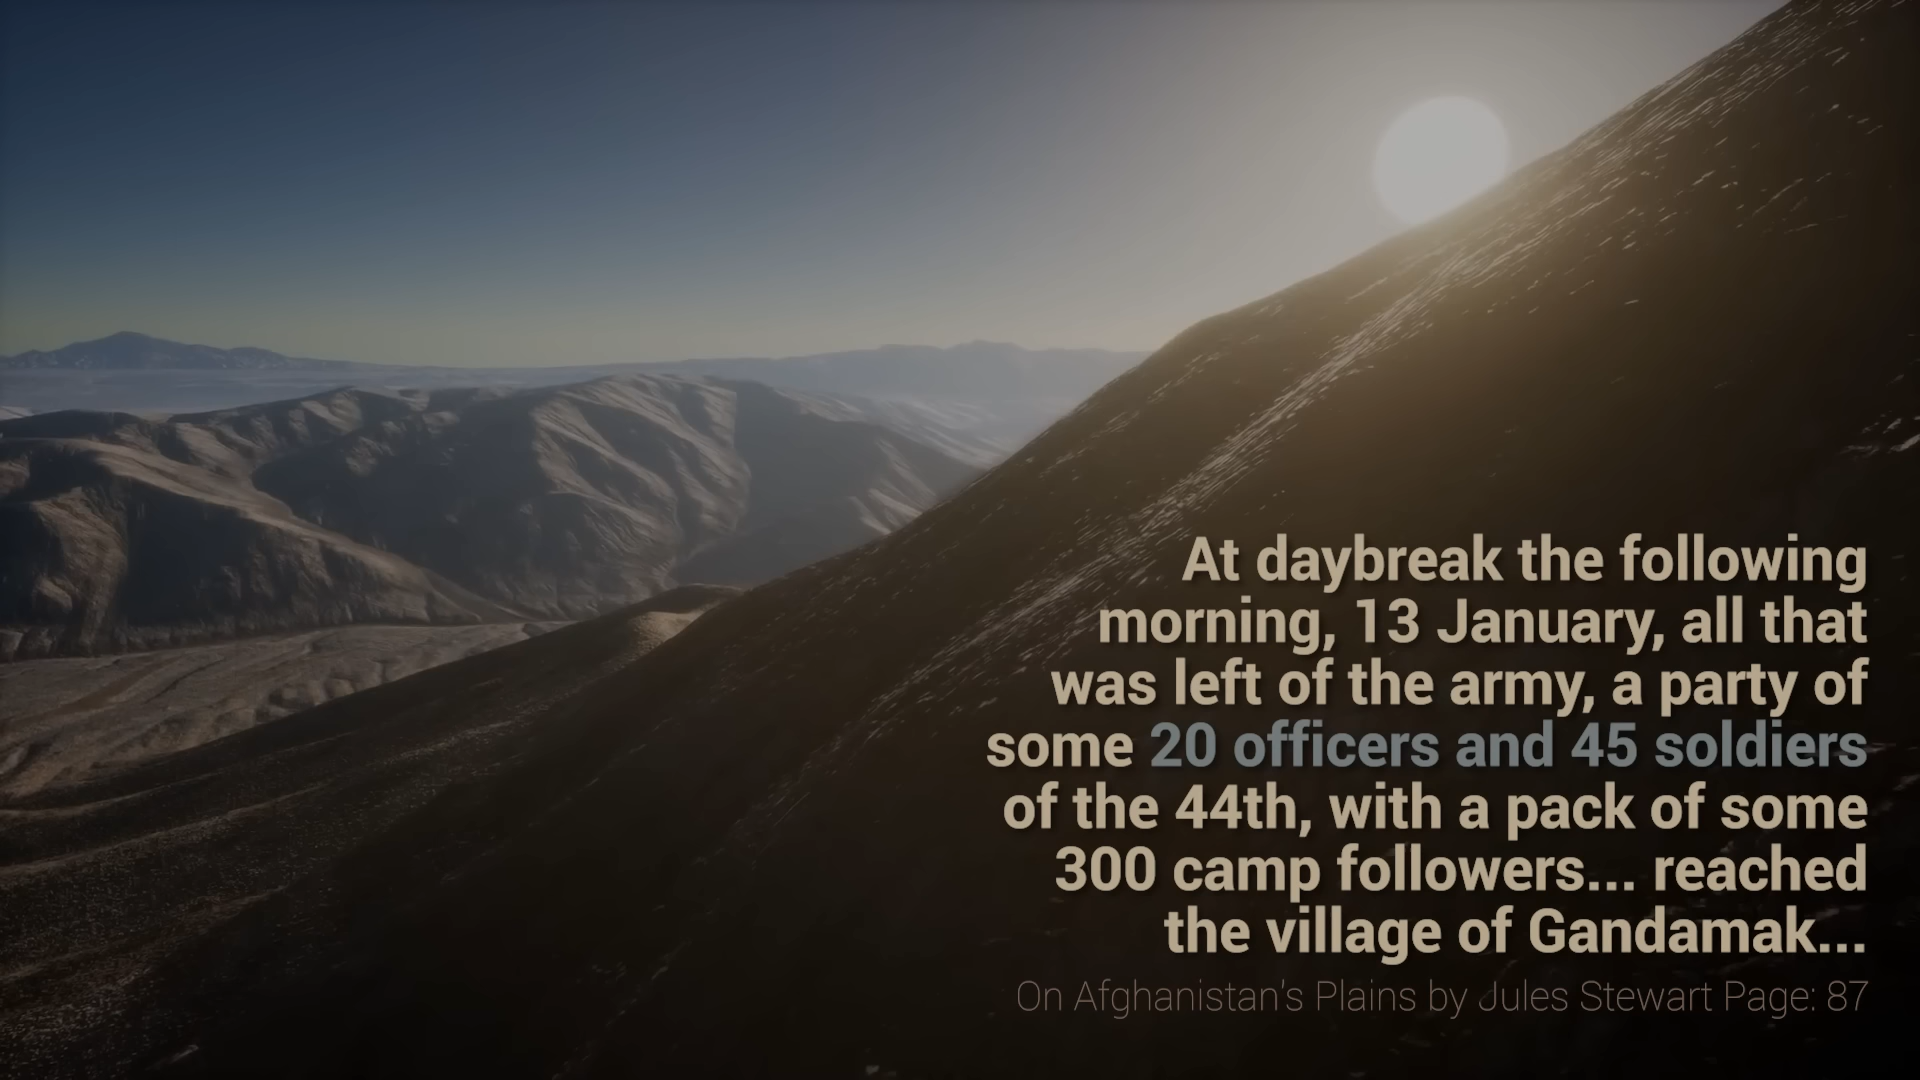 At daybreak the following
morning, 13 January, all that
was left of the army, a party of
some 20 officers and 45 soldiers
of the 44th, with a pack of some
300 camp followers... reached
the village of Gandamak...
On Afghanistan's Plains by Jules Stewart Page: 87